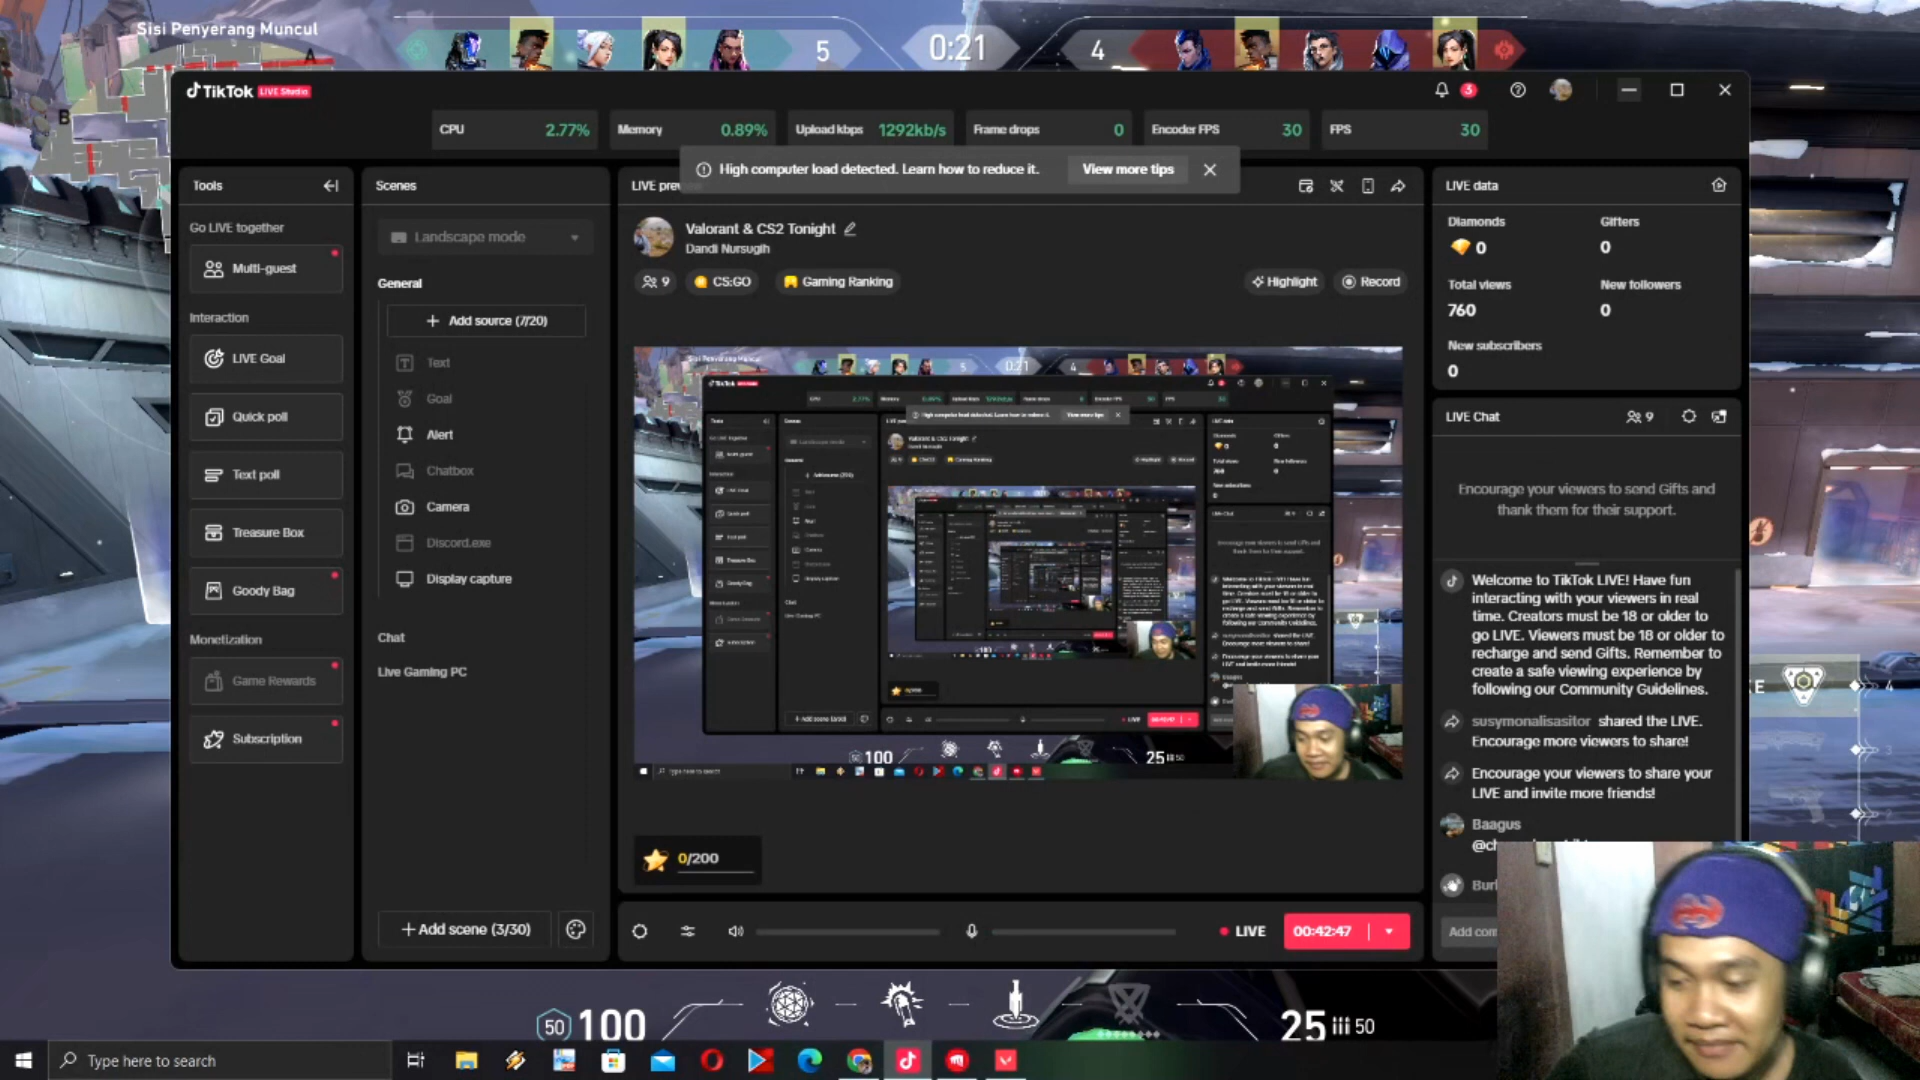 Sisi Penyerang Muncul
A
B
5
0:21
4
TikTok LIVE Studio
3
CPU 2.77%
Memory 0.89%
Upload kbps 1292kb/s
Frame drops 0
Encoder FPS 30
FPS 30
High computer load detected. Learn how to reduce it.
View more tips
Tools
Go LIVE together
Multi-guest
Interaction
LIVE Goal
Quick poll
Text poll
Treasure Box
Goody Bag
Monetization
Game Rewards
Subscription
Scenes
Landscape mode
General
Add source (7/20)
Text
Goal
Alert
Chatbox
Camera
Discord.exe
Display capture
Chat
Live Gaming PC
Add scene (3/30)
LIVE
Valorant & CS2 Tonight
Dandi Nursugih
9
CS:GO
Gaming Ranking
Highlight
Record
0/200
LIVE
00:42:47
LIVE data
Diamonds
0
Gifters
0
Total views
760
New followers
0
New subscribers
0
LIVE Chat
9
Encourage your viewers to send Gifts and
thank them for their support.
Welcome to TikTok LIVE! Have fun
interacting with your viewers in real
time. Creators must be 18 or older to
go LIVE. Viewers must be 18 or older to
recharge and send Gifts. Remember to
create a safe viewing experience by
following our Community Guidelines.
susymonalisasitor shared the LIVE.
Encourage more viewers to share!
Encourage your viewers to share your
LIVE and invite more friends!
Baagus
Add
50
100
25
50
Type here to search